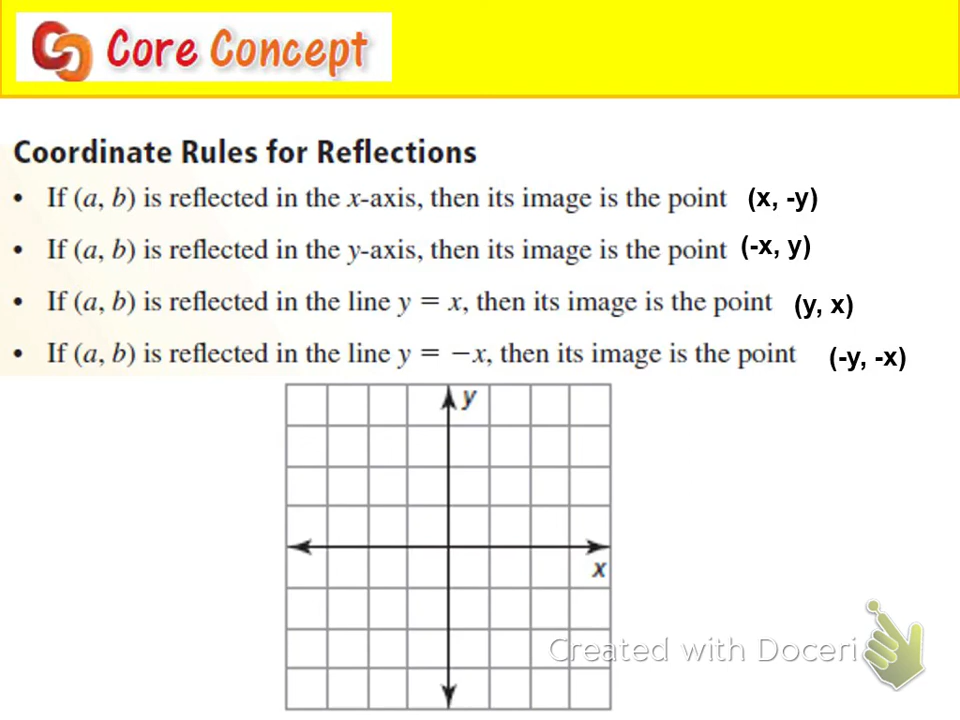 Core Concept
Coordinate Rules for Reflections
• If (a, b) is reflected in the x-axis, then its image is the point (x, -y)
• If (a, b) is reflected in the y-axis, then its image is the point (-x, y)
• If (a, b) is reflected in the line y = x, then its image is the point (y, x)
• If (a, b) is reflected in the line y = −x, then its image is the point (-y, -x)
y
x
Created with Doceri